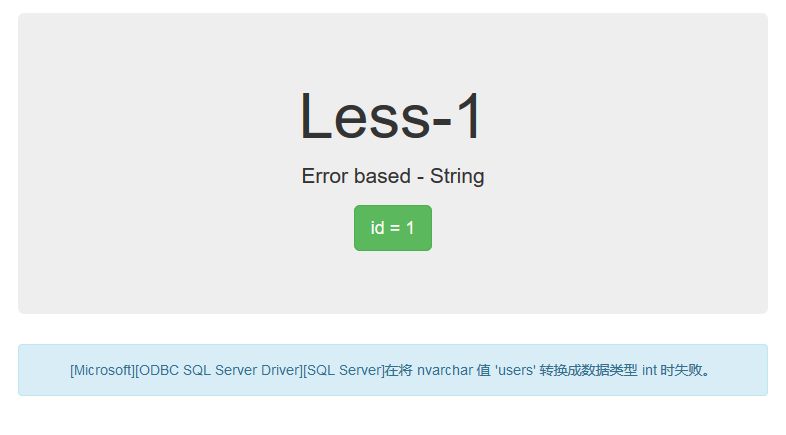 Less-1
Error based - String
id = 1
[Microsoft][ODBC SQL Server Driver][SQL Server]在将 nvarchar 值 'users' 转换成数据类型 int 时失败。